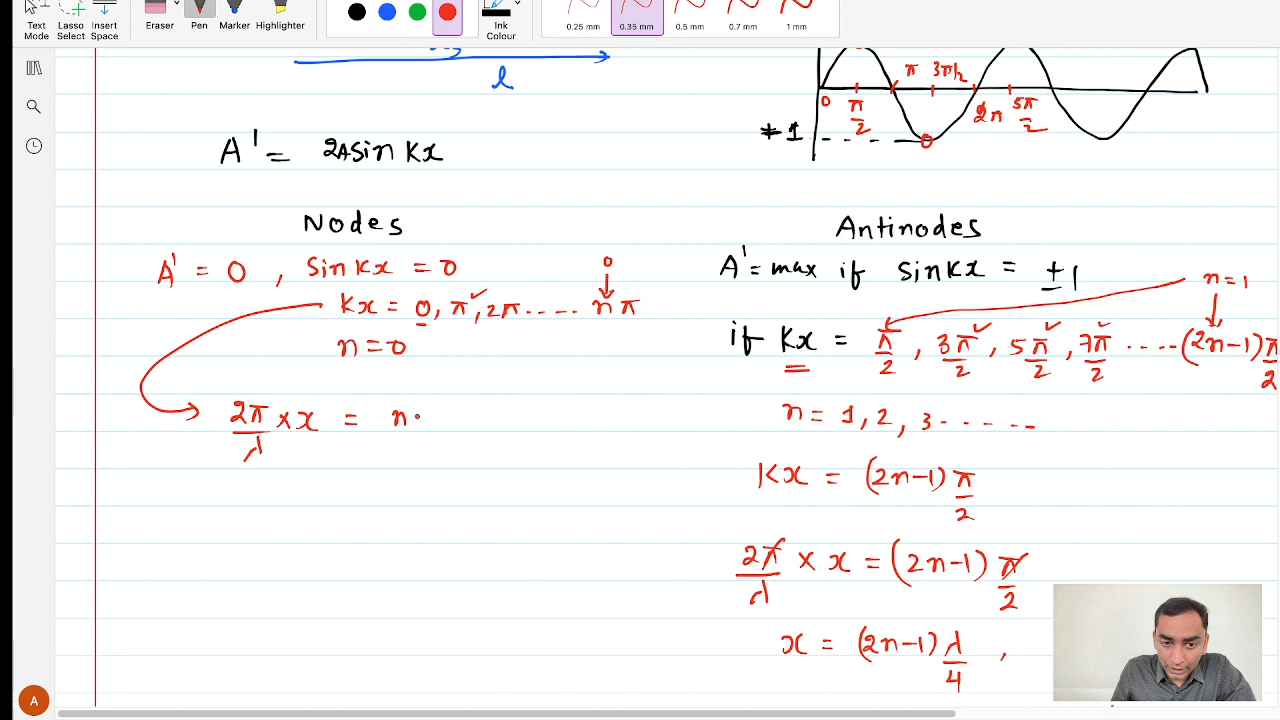 Text Mode
Lasso Select
Insert Space
Eraser
Pen
Marker
Highlighter
Ink Colour
0.25 mm
0.35 mm
0.5 mm
0.7 mm
1 mm
l
0 π/2 π 3π/2 2π 5π/2
1
A' = 2A sin Kx
Nodes
A' = 0 , sin Kx = 0
0
Kx = 0, π, 2π ..... nπ
n = 0
2π/λ × x = n
Antinodes
A' = max if sin Kx = ± 1
n = 1
if Kx = π/2 , 3π/2 , 5π/2 , 7π/2 ..... (2n-1) π/2
n = 1, 2, 3 ......
Kx = (2n-1) π/2
2π/λ × x = (2n-1) π/2
x = (2n-1) λ/4 ,
A